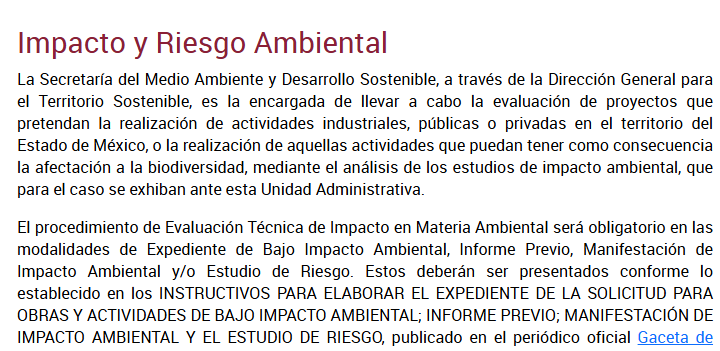 Impacto y Riesgo Ambiental
La Secretaría del Medio Ambiente y Desarrollo Sostenible, a través de la Dirección General para
el Territorio Sostenible, es la encargada de llevar a cabo la evaluación de proyectos que
pretendan la realización de actividades industriales, públicas o privadas en el territorio del
Estado de México, o la realización de aquellas actividades que puedan tener como consecuencia
la afectación a la biodiversidad, mediante el análisis de los estudios de impacto ambiental, que
para el caso se exhiban ante esta Unidad Administrativa.
El procedimiento de Evaluación Técnica de Impacto en Materia Ambiental será obligatorio en las
modalidades de Expediente de Bajo Impacto Ambiental, Informe Previo, Manifestación de
Impacto Ambiental y/o Estudio de Riesgo. Estos deberán ser presentados conforme lo
establecido en los INSTRUCTIVOS PARA ELABORAR EL EXPEDIENTE DE LA SOLICITUD PARA
OBRAS Y ACTIVIDADES DE BAJO IMPACTO AMBIENTAL; INFORME PREVIO; MANIFESTACIÓN DE
IMPACTO AMBIENTAL Y EL ESTUDIO DE RIESGO, publicado en el periódico oficial Gaceta de